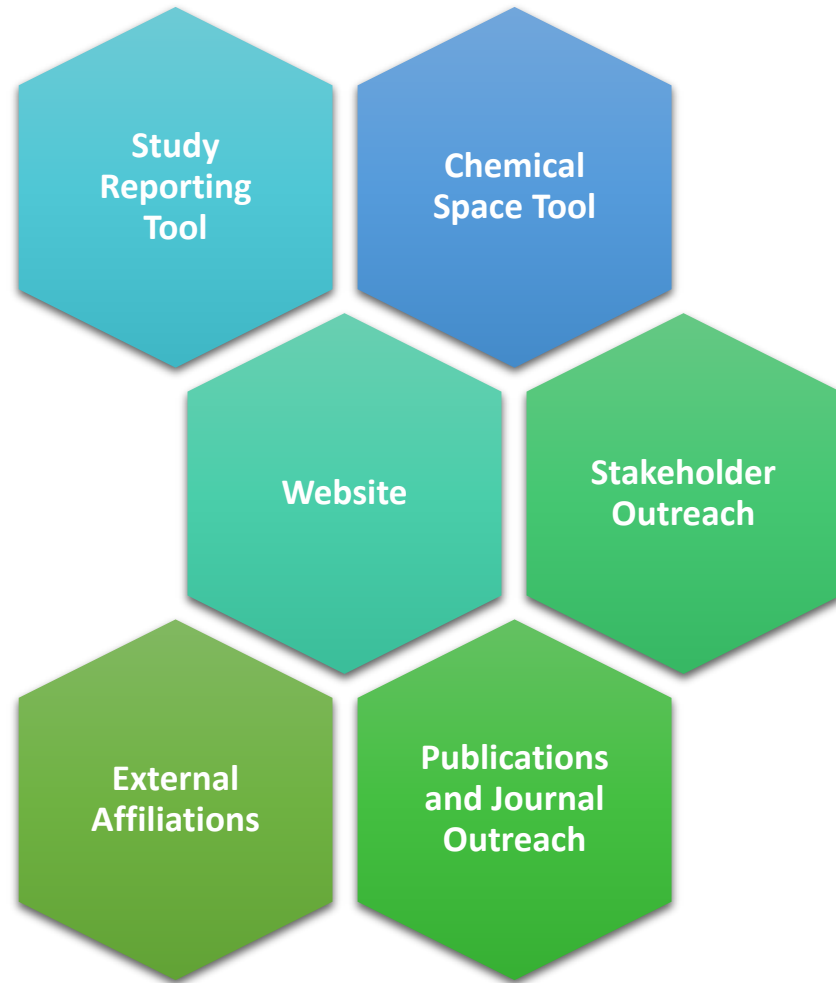 Study
Reporting
Tool
Chemical
Space Tool
Website
Stakeholder
Outreach
External
Affiliations
Publications
and Journal
Outreach